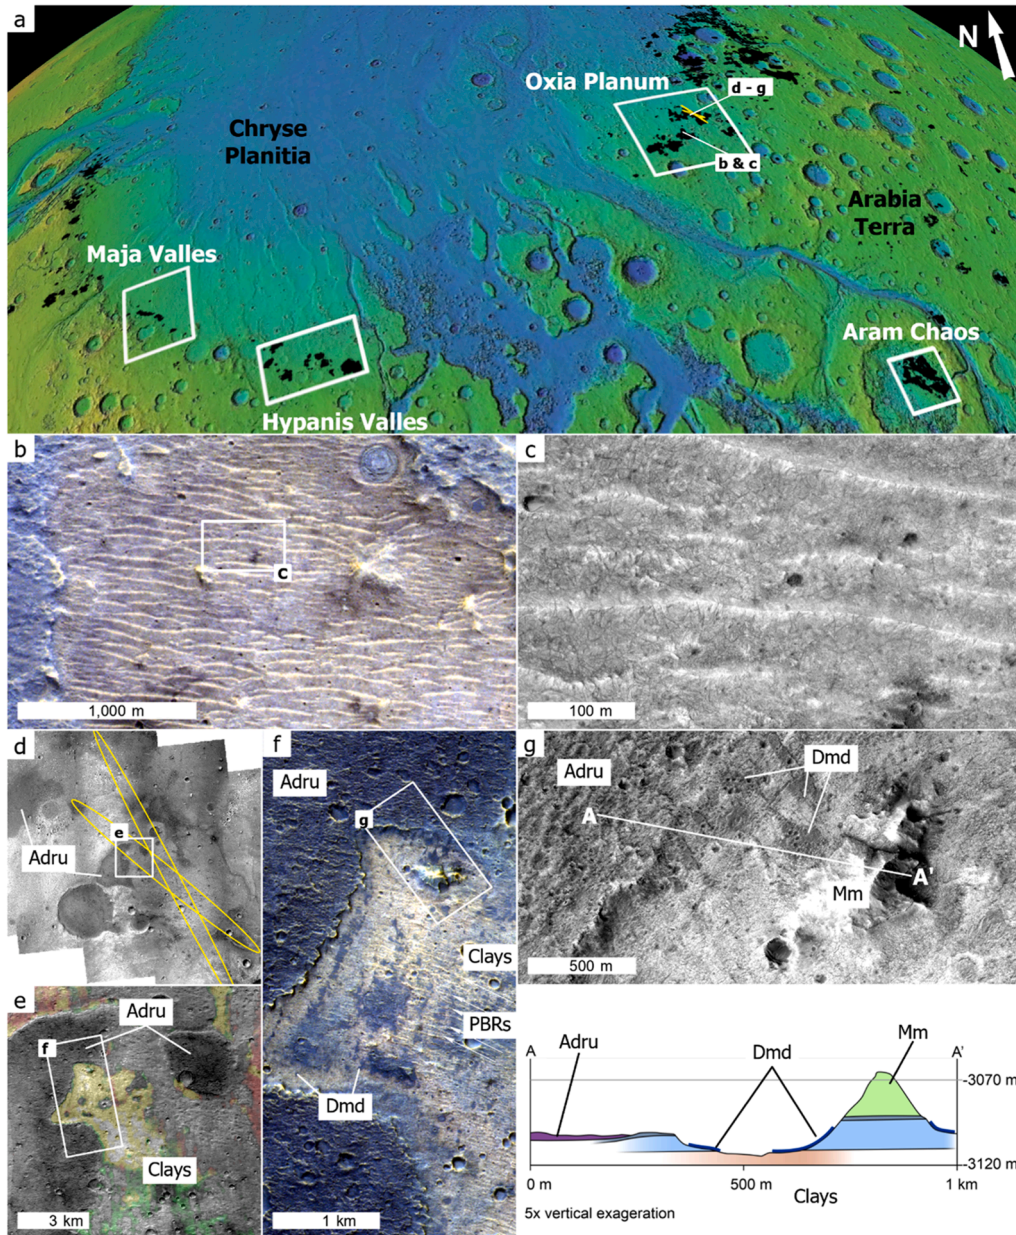 a
N
Oxia Planum
d - g
Chryse
Planitia
b & c
Arabia
Terra
Maja Valles
Aram Chaos
Hypanis Valles
b
c
1,000 m
c
100 m
d
e
Adru
f
Adru
g
Clays
PBRs
Dmd
1 km
g
Adru
Dmd
A
A'
Mm
500 m
e
Adru
f
Clays
3 km
A
Adru
Dmd
Mm
A'
-3070
-3120
0 m
500 m
1 km
Clays
5x vertical exageration